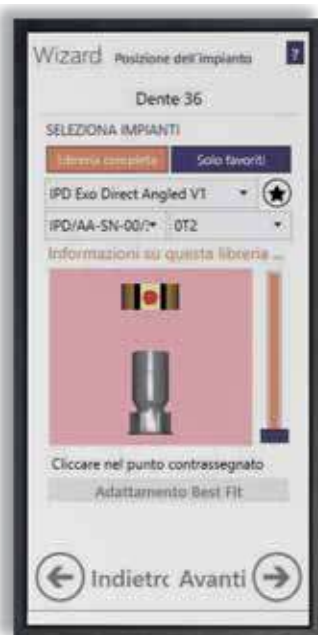 Wizard Posizione dell'impianto ?
Dente 36
SELEZIONA IMPIANTI
Libreria completa Solo favoriti
IPD Exo Direct Angled V1
IPD/AA-SN-00/ 0T2
Informazioni su questa libreria ...
Cliccare nel punto contrassegnato
Adattamento Best Fit
Indietrc Avanti